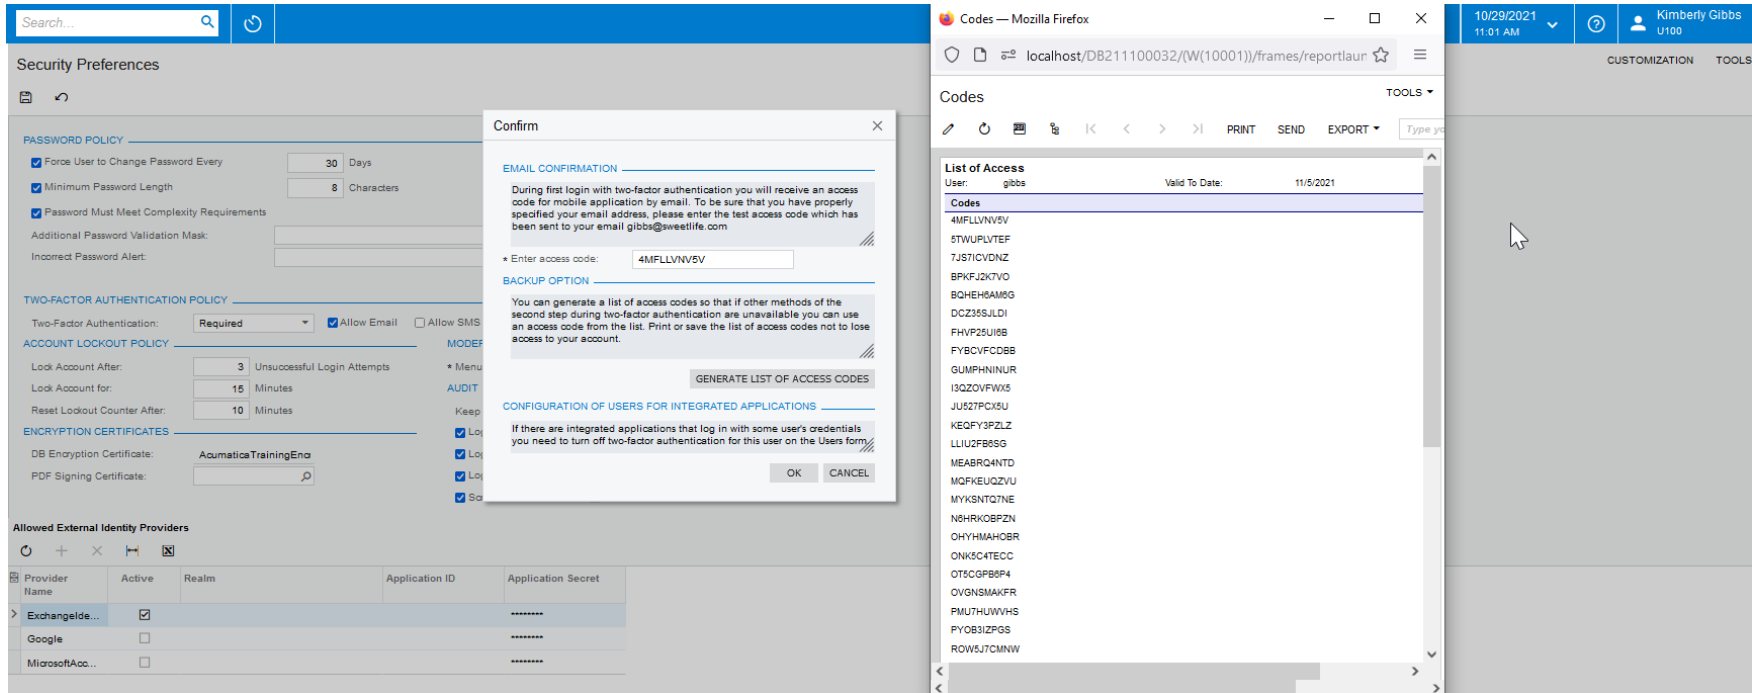 Search...
10/29/2021
11:01 AM
Kimberly Gibbs
U100
Security Preferences
CUSTOMIZATION TOOLS
PASSWORD POLICY
Force User to Change Password Every 30 Days
Minimum Password Length 8 Characters
Password Must Meet Complexity Requirements
Additional Password Validation Mask:
Incorrect Password Alert:
TWO-FACTOR AUTHENTICATION POLICY
Two-Factor Authentication: Required Allow Email Allow SMS
ACCOUNT LOCKOUT POLICY
Lock Account After: 3 Unsuccessful Login Attempts
Lock Account for: 15 Minutes
Reset Lockout Counter After: 10 Minutes
ENCRYPTION CERTIFICATES
DB Encryption Certificate: AcumaticaTrainingEnc
PDF Signing Certificate:
MODER
* Menu
AUDIT
Keep
Log
Log
Log
Allowed External Identity Providers
Provider Name Active Realm Application ID Application Secret
ExchangeIde... ********
Google ********
MicrosoftAcc... ********
Confirm
EMAIL CONFIRMATION
During first login with two-factor authentication you will receive an access
code for mobile application by email. To be sure that you have properly
specified your email address, please enter the test access code which has
been sent to your email gibbs@sweetlife.com
* Enter access code: 4MFLLVNV5V
BACKUP OPTION
You can generate a list of access codes so that if other methods of the
second step during two-factor authentication are unavailable you can use
an access code from the list. Print or save the list of access codes not to lose
access to your account.
GENERATE LIST OF ACCESS CODES
CONFIGURATION OF USERS FOR INTEGRATED APPLICATIONS
If there are integrated applications that log in with some user's credentials
you need to turn off two-factor authentication for this user on the Users form.
OK CANCEL
Codes — Mozilla Firefox
localhost/DB211100032/(W(10001))/frames/reportlaun
Codes
TOOLS
PRINT SEND EXPORT Type yo
List of Access
User: gibbs Valid To Date: 11/5/2021
Codes
4MFLLVNV5V
5TWUPLVTEF
7JS7ICVDNZ
BPKFJ2K7VO
BQHEH6AM6G
DCZ35SJLDI
FHVP25UI6B
FYBCVFCDBB
GUMPHNINUR
I3QZOVFWX5
JU527PCX5U
KEQFY3PZLZ
LLIU2FB6SG
MEABRQ4NTD
MQFKEUQZVU
MYKSNTQ7NE
N6HRKOBPZN
OHYHMAHOBR
ONK5C4TECC
OT5CGPB6P4
OVGNSMAKFR
PMU7HUWVHS
PYOB3IZPGS
ROW5J7CMNW